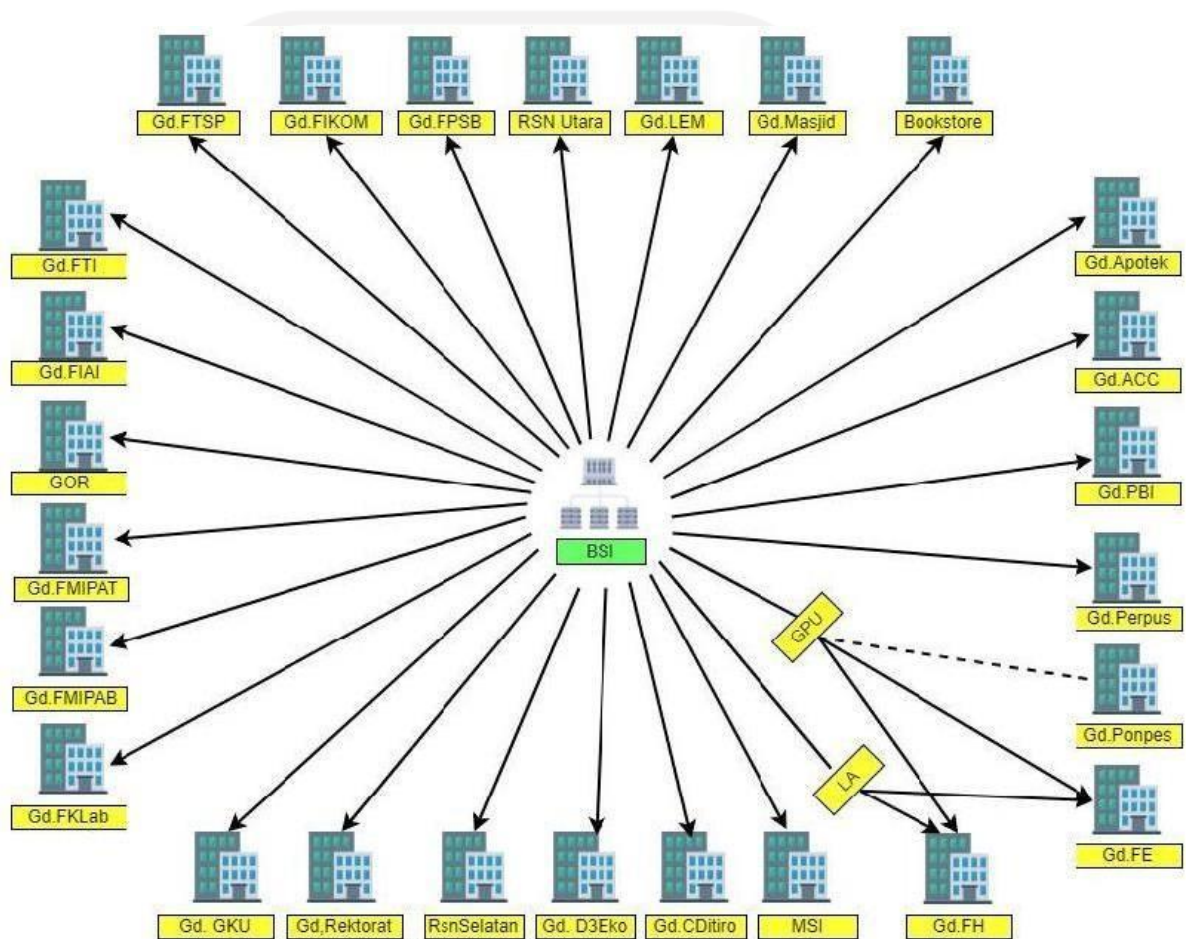 Gd.FTSP
Gd.FIKOM
Gd.FPSB
RSN Utara
Gd.LEM
Gd.Masjid
Bookstore
Gd.FTI
Gd.Apotek
Gd.FIAI
Gd.ACC
GOR
Gd.PBI
BSI
Gd.FMIPAT
Gd.Perpus
GPU
Gd.FMIPAB
Gd.Ponpes
LA
Gd.FKLab
Gd.FE
Gd. GKU
Gd,Rektorat
RsnSelatan
Gd. D3Eko
Gd.CDitiro
MSI
Gd.FH